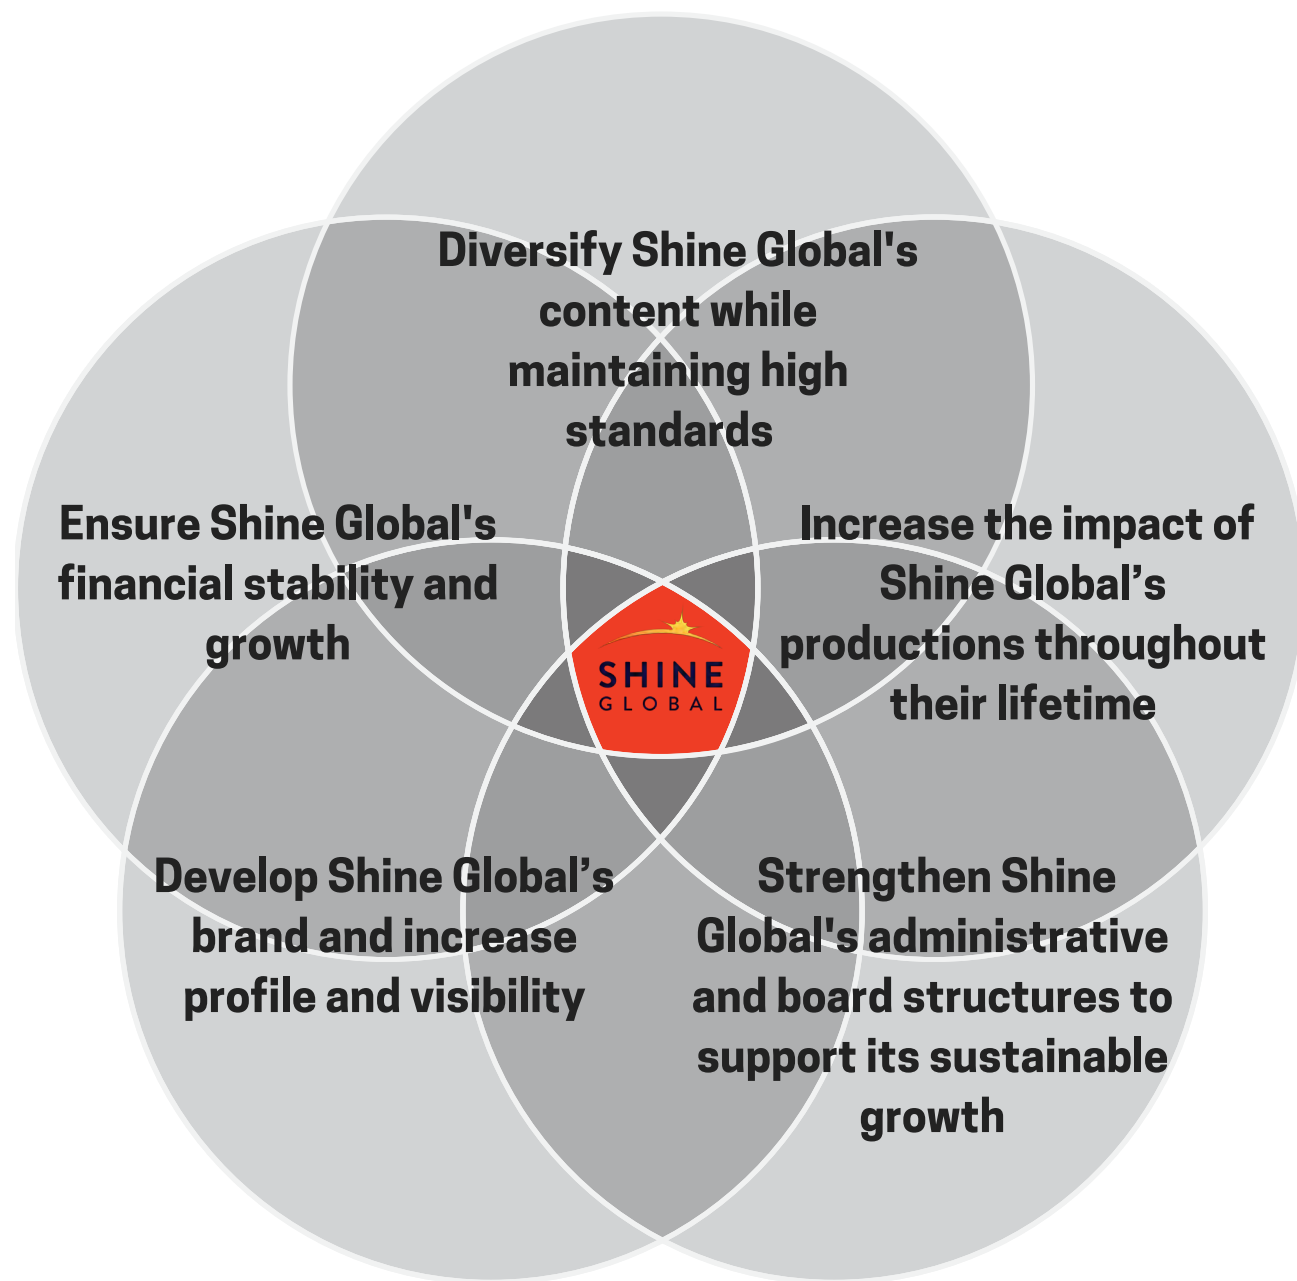 Diversify Shine Global's
content while
maintaining high
standards
Ensure Shine Global's
financial stability and
growth
Increase the impact of
Shine Global’s
productions throughout
their lifetime
SHINE
GLOBAL
Develop Shine Global’s
brand and increase
profile and visibility
Strengthen Shine
Global's administrative
and board structures to
support its sustainable
growth